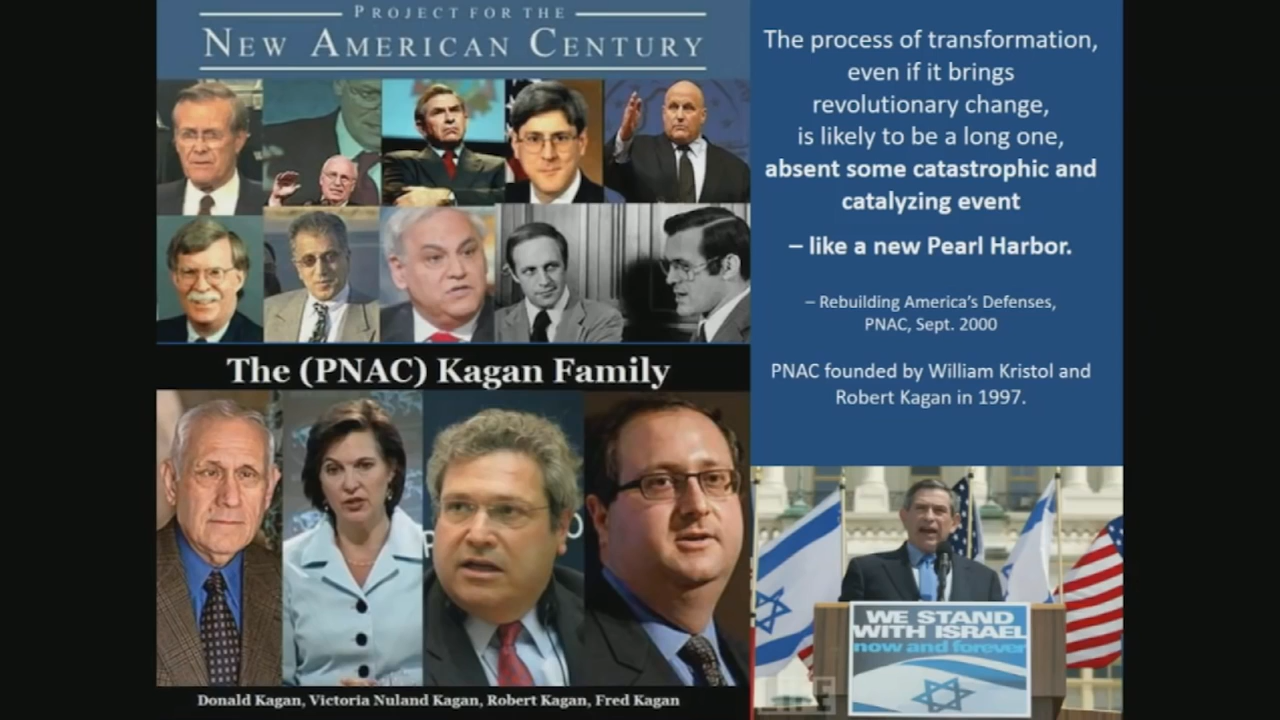 PROJECT FOR THE
NEW AMERICAN CENTURY
The (PNAC) Kagan Family
Donald Kagan, Victoria Nuland Kagan, Robert Kagan, Fred Kagan
The process of transformation,
even if it brings
revolutionary change,
is likely to be a long one,
absent some catastrophic and
catalyzing event
– like a new Pearl Harbor.
– Rebuilding America's Defenses,
PNAC, Sept. 2000
PNAC founded by William Kristol and
Robert Kagan in 1997.
WE STAND
WITH ISRAEL
now and forever